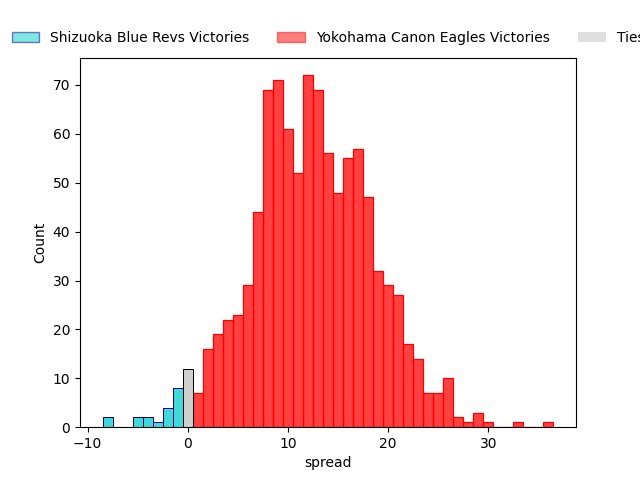 Shizuoka Blue Revs Victories Yokohama Canon Eagles Victories Ties
70
60
50
40
30
20
10
0
Count
−10 0 10 20 30
spread